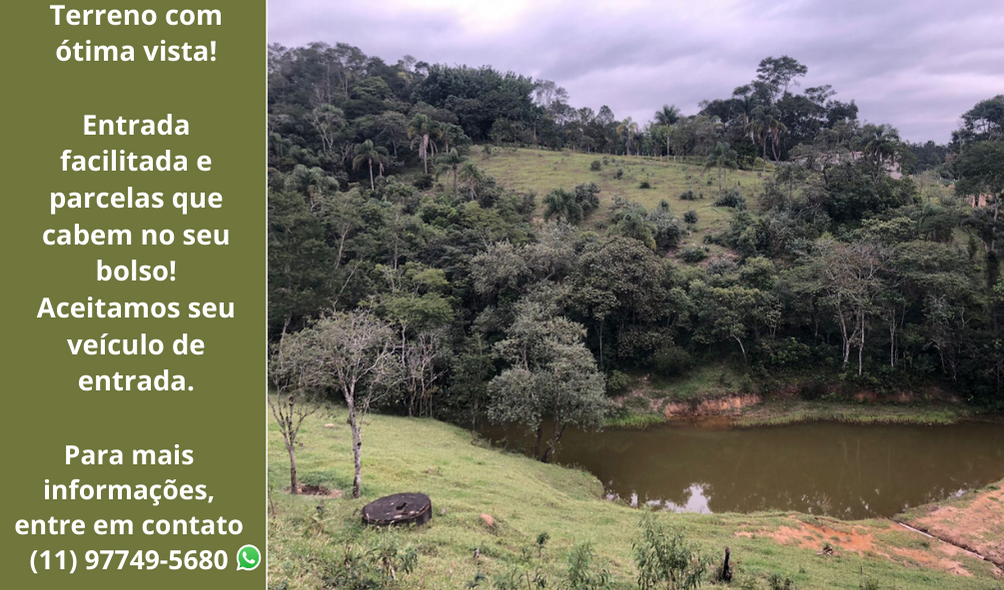 Terreno com
ótima vista!
Entrada
facilitada e
parcelas que
cabem no seu
bolso!
Aceitamos seu
veículo de
entrada.
Para mais
informações,
entre em contato
(11) 97749-5680